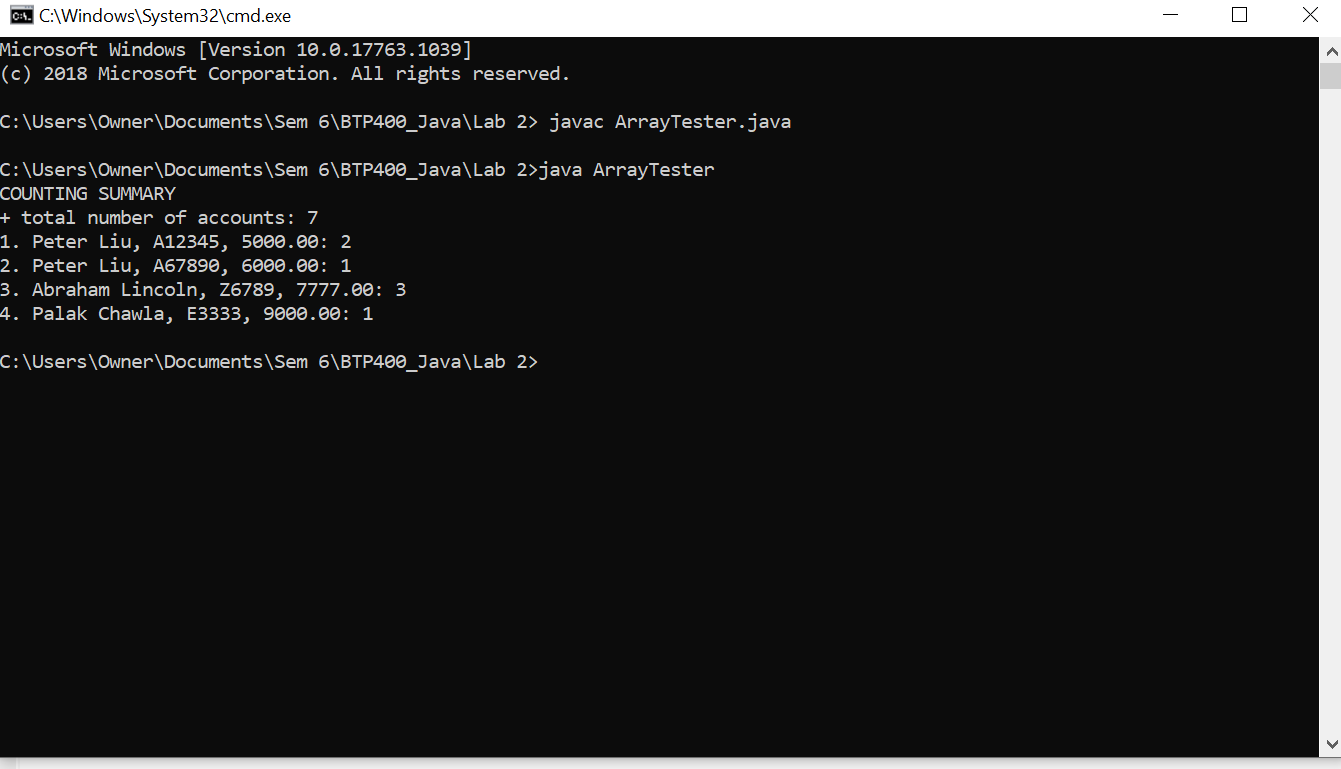 C:\Windows\System32\cmd.exe
Microsoft Windows [Version 10.0.17763.1039]
(c) 2018 Microsoft Corporation. All rights reserved.
C:\Users\Owner\Documents\Sem 6\BTP400_Java\Lab 2> javac ArrayTester.java
C:\Users\Owner\Documents\Sem 6\BTP400_Java\Lab 2>java ArrayTester
COUNTING SUMMARY
+ total number of accounts: 7
1. Peter Liu, A12345, 5000.00: 2
2. Peter Liu, A67890, 6000.00: 1
3. Abraham Lincoln, Z6789, 7777.00: 3
4. Palak Chawla, E3333, 9000.00: 1
C:\Users\Owner\Documents\Sem 6\BTP400_Java\Lab 2>